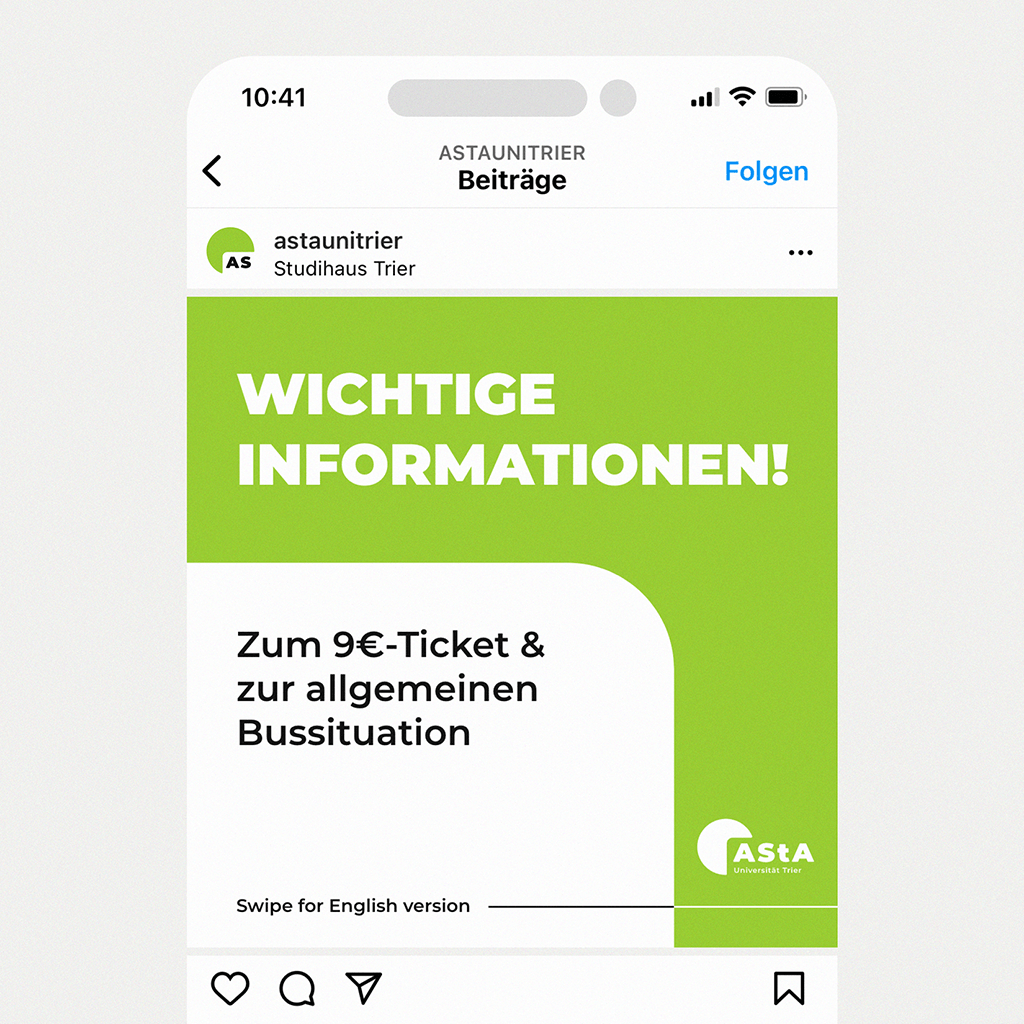 10:41
ASTAUNITRIER
Beiträge
Folgen
AS
astaunitrier
Studihaus Trier
WICHTIGE
INFORMATIONEN!
Zum 9€-Ticket &
zur allgemeinen
Bussituation
AStA
Universität Trier
Swipe for English version